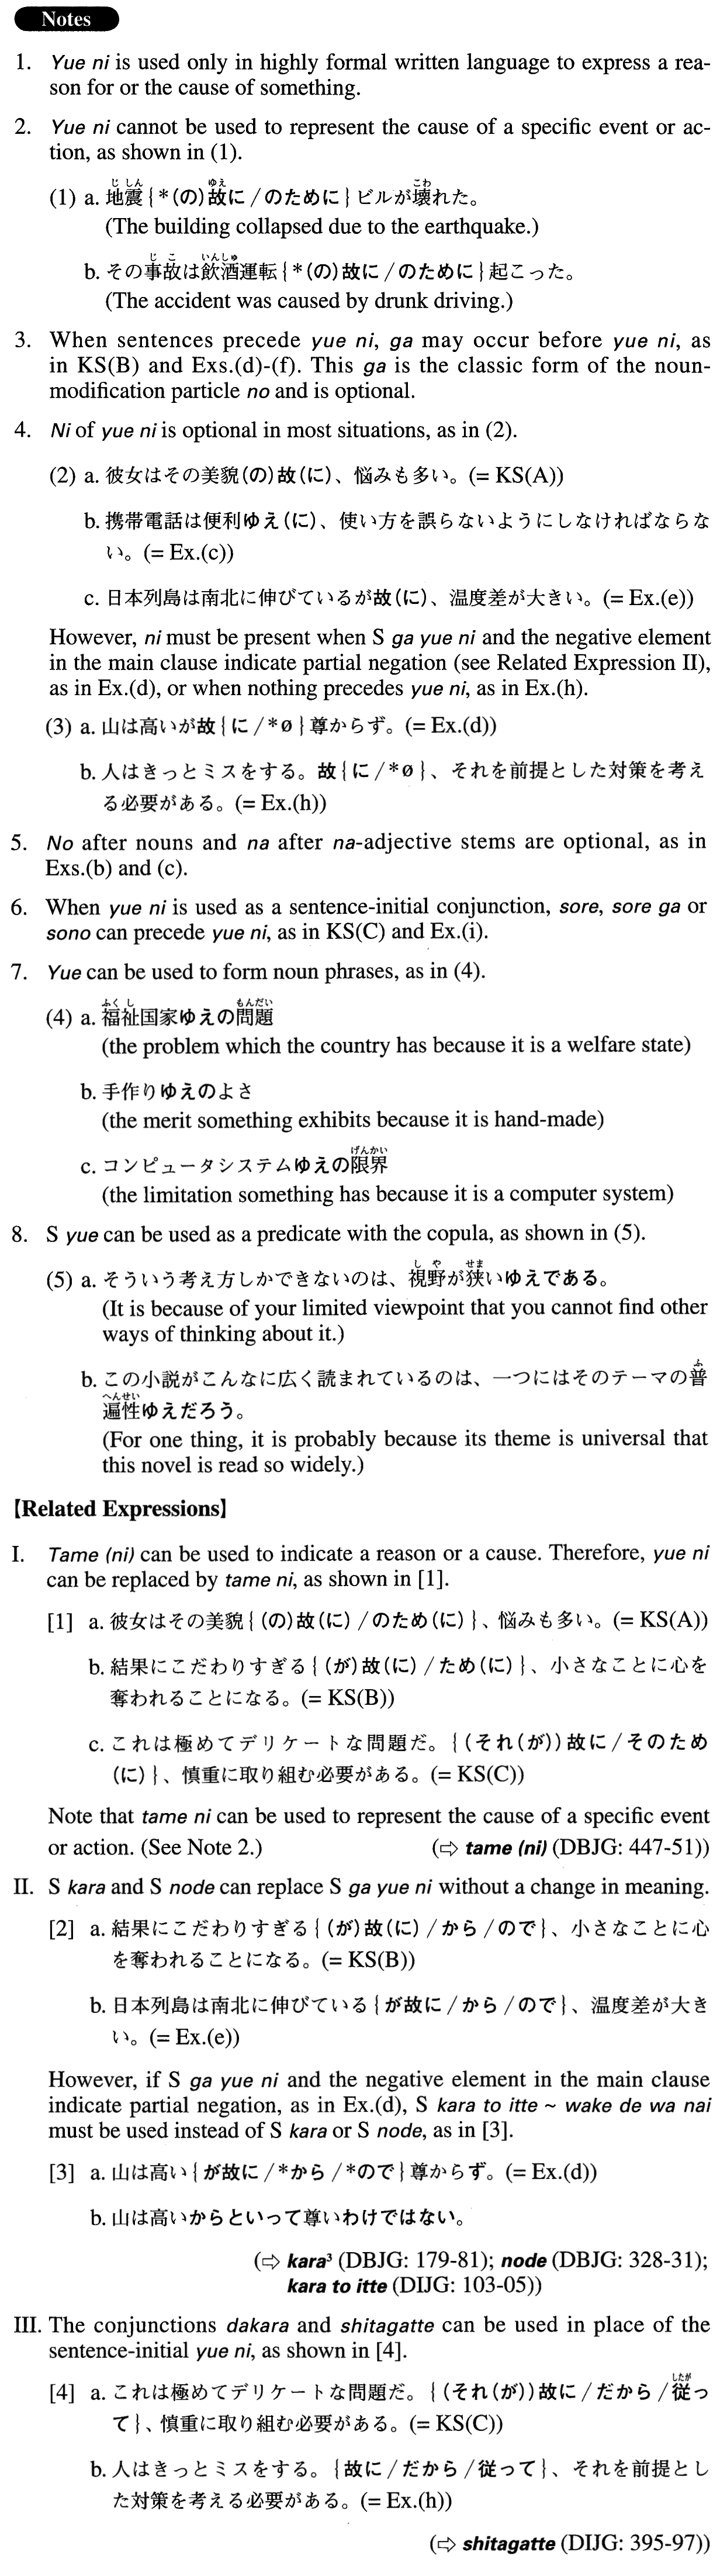 Notes
1. Yue ni is used only in highly formal written language to express a rea-
son for or the cause of something.
2. Yue ni cannot be used to represent the cause of a specific event or ac-
tion, as shown in (1).
(1) a. 地震{*(の)故に/のために}ビルが壊れた。
(The building collapsed due to the earthquake.)
b. その事故は飲酒運転{*(の)故に/のために}起こった。
(The accident was caused by drunk driving.)
3. When sentences precede yue ni, ga may occur before yue ni, as
in KS(B) and Exs.(d)-(f). This ga is the classic form of the noun-
modification particle no and is optional.
4. Ni of yue ni is optional in most situations, as in (2).
(2) a. 彼女はその美貌(の)故(に)、悩みも多い。(= KS(A))
b. 携帯電話は便利ゆえ(に)、使い方を誤らないようにしなければならな
い。(= Ex.(c))
c. 日本列島は南北に伸びているが故(に)、温度差が大きい。(= Ex.(e))
However, ni must be present when S ga yue ni and the negative element
in the main clause indicate partial negation (see Related Expression II),
as in Ex.(d), or when nothing precedes yue ni, as in Ex.(h).
(3) a. 山は高いが故{に/*ø}尊からず。(= Ex.(d))
b. 人はきっとミスをする。故{に/*ø}、それを前提とした対策を考え
る必要がある。(= Ex.(h))
5. No after nouns and na after na-adjective stems are optional, as in
Exs.(b) and (c).
6. When yue ni is used as a sentence-initial conjunction, sore, sore ga or
sono can precede yue ni, as in KS(C) and Ex.(i).
7. Yue can be used to form noun phrases, as in (4).
(4) a. 福祉国家ゆえの問題
(the problem which the country has because it is a welfare state)
b. 手作りゆえのよさ
(the merit something exhibits because it is hand-made)
c. コンピュータシステムゆえの限界
(the limitation something has because it is a computer system)
8. S yue can be used as a predicate with the copula, as shown in (5).
(5) a. そういう考え方しかできないのは、視野が狭いゆえである。
(It is because of your limited viewpoint that you cannot find other
ways of thinking about it.)
b. この小説がこんなに広く読まれているのは、一つにはそのテーマの普
遍性ゆえだろう。
(For one thing, it is probably because its theme is universal that
this novel is read so widely.)
【Related Expressions】
I. Tame (ni) can be used to indicate a reason or a cause. Therefore, yue ni
can be replaced by tame ni, as shown in [1].
[1] a. 彼女はその美貌{(の)故(に)/のため(に)}、悩みも多い。(= KS(A))
b. 結果にこだわりすぎる{(が)故(に)/ため(に)}、小さなことに心を
奪われることになる。(= KS(B))
c. これは極めてデリケートな問題だ。{(それ(が))故に/そのため
(に)}、慎重に取り組む必要がある。(= KS(C))
Note that tame ni can be used to represent the cause of a specific event
or action. (See Note 2.) (⇨ tame (ni) (DBJG: 447-51))
II. S kara and S node can replace S ga yue ni without a change in meaning.
[2] a. 結果にこだわりすぎる{(が)故(に)/から/ので}、小さなことに心
を奪われることになる。(= KS(B))
b. 日本列島は南北に伸びている{が故に/から/ので}、温度差が大き
い。(= Ex.(e))
However, if S ga yue ni and the negative element in the main clause
indicate partial negation, as in Ex.(d), S kara to itte ~ wake de wa nai
must be used instead of S kara or S node, as in [3].
[3] a. 山は高い{が故に/*から/*ので}尊からず。(= Ex.(d))
b. 山は高いからといって尊いわけではない。
(⇨ kara³ (DBJG: 179-81); node (DBJG: 328-31);
kara to itte (DIJG: 103-05))
III. The conjunctions dakara and shitagatte can be used in place of the
sentence-initial yue ni, as shown in [4].
[4] a. これは極めてデリケートな問題だ。{(それ(が))故に/だから/従っ
て}、慎重に取り組む必要がある。(= KS(C))
b. 人はきっとミスをする。{故に/だから/従って}、それを前提とし
た対策を考える必要がある。(= Ex.(h))
(⇨ shitagatte (DIJG: 395-97))